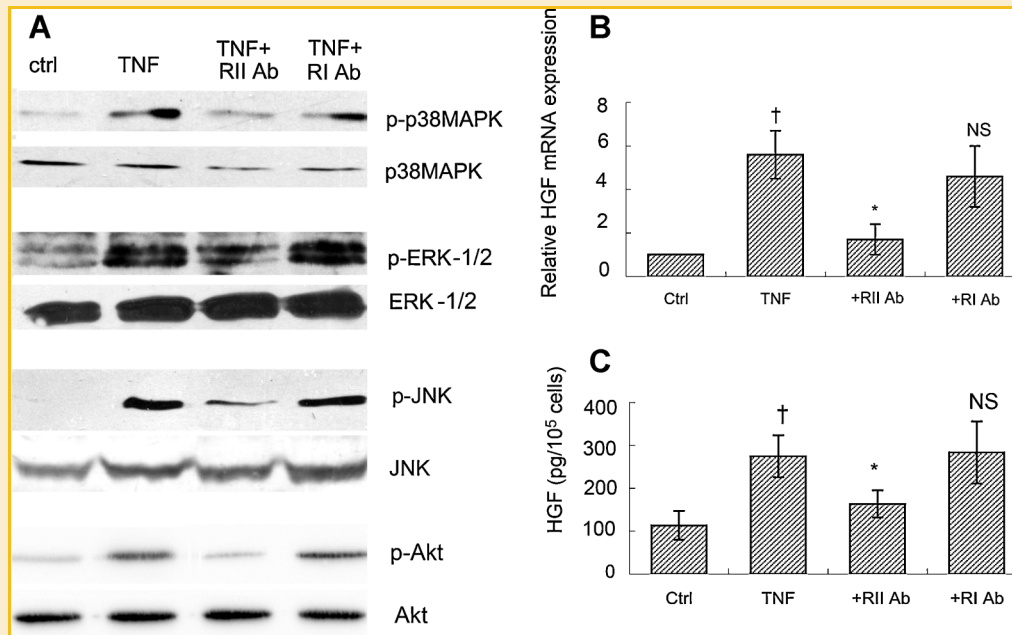 A
ctrl
TNF
TNF+
RII Ab
TNF+
RI Ab
p-p38MAPK
p38MAPK
p-ERK-1/2
ERK-1/2
p-JNK
JNK
p-Akt
Akt
B
Relative HGF mRNA expression
8
6
4
2
0
†
*
NS
Ctrl
TNF
+RII Ab
+RI Ab
C
HGF (pg/10⁵ cells)
400
300
200
100
0
†
*
NS
Ctrl
TNF
+RII Ab
+RI Ab